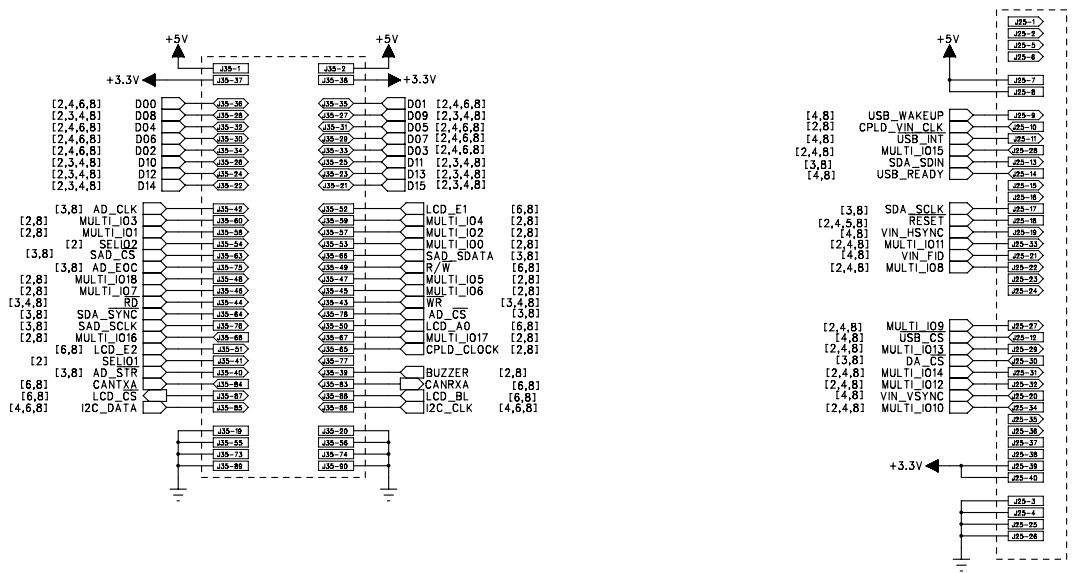 +5V +5V
J35-1 J35-2
+3.3V J35-37 J35-38 +3.3V
[2,4,6,8] D00 J35-36 J35-35 D01 [2,4,6,8]
[2,3,4,8] D08 J35-28 J35-27 D09 [2,3,4,8]
[2,4,6,8] D04 J35-32 J35-31 D05 [2,4,6,8]
[2,4,6,8] D06 J35-30 J35-29 D07 [2,4,6,8]
[2,4,6,8] D02 J35-34 J35-33 D03 [2,4,6,8]
[2,3,4,8] D10 J35-26 J35-25 D11 [2,3,4,8]
[2,3,4,8] D12 J35-24 J35-23 D13 [2,3,4,8]
[2,3,4,8] D14 J35-22 J35-21 D15 [2,3,4,8]
[3,8] AD_CLK J35-42 J35-52 LCD_E1 [6,8]
[2,8] MULTI_IO3 J35-60 J35-59 MULTI_IO4 [2,8]
[2,8] MULTI_IO1 J35-58 J35-57 MULTI_IO2 [2,8]
[2] SELIO2 J35-54 J35-53 MULTI_IO0 [2,8]
[3,8] SAD_CS J35-63 J35-66 SAD_SDATA [3,8]
[3,8] AD_EOC J35-75 J35-49 R/W [6,8]
[2,8] MULTI_IO18 J35-46 J35-47 MULTI_IO5 [2,8]
[2,8] MULTI_IO7 J35-48 J35-45 MULTI_IO6 [2,8]
[3,4,8] RD J35-44 J35-43 WR [3,4,8]
[3,8] SDA_SYNC J35-64 J35-78 AD_CS [3,8]
[3,8] SAD_SCLK J35-76 J35-50 LCD_A0 [6,8]
[2,8] MULTI_IO16 J35-68 J35-67 MULTI_IO17 [2,8]
[6,8] LCD_E2 J35-51 J35-65 CPLD_CLOCK [2,8]
[2] SELIO1 J35-41 J35-77
[3,8] AD_STR J35-40 J35-39 BUZZER [2,8]
CANTXA J35-84 J35-83 CANRXA
[6,8] LCD_CS J35-87 J35-88 LCD_BL [6,8]
[6,8]
[4,6,8] I2C_DATA J35-85 J35-86 I2C_CLK [4,6,8]
J35-19 J35-20
J35-55 J35-56
J35-73 J35-74
J35-89 J35-90
J25-1
J25-2
+5V J25-5
J25-6
J25-7
J25-8
[4,8] USB_WAKEUP J25-9
[2,8] CPLD_VIN_CLK J25-10
[4,8] USB_INT J25-11
[2,4,8] MULTI_IO15 J25-28
[3,8] SDA_SDIN J25-13
[4,8] USB_READY J25-14
J25-15
J25-16
[3,8] SDA_SCLK J25-17
[2,4,5,8] RESET J25-18
[4,8] VIN_HSYNC J25-19
[2,4,8] MULTI_IO11 J25-33
[4,8] VIN_FID J25-21
[2,4,8] MULTI_IO8 J25-22
J25-23
J25-24
[2,4,8] MULTI_IO9 J25-27
[4,8] USB_CS J25-12
[2,4,8] MULTI_IO13 J25-29
[3,8] DA_CS J25-30
[2,4,8] MULTI_IO14 J25-31
[2,4,8] MULTI_IO12 J25-32
[4,8] VIN_VSYNC J25-20
[2,4,8] MULTI_IO10 J25-34
J25-35
J25-36
J25-37
J25-38
+3.3V J25-39
J25-40
J25-3
J25-4
J25-25
J25-26